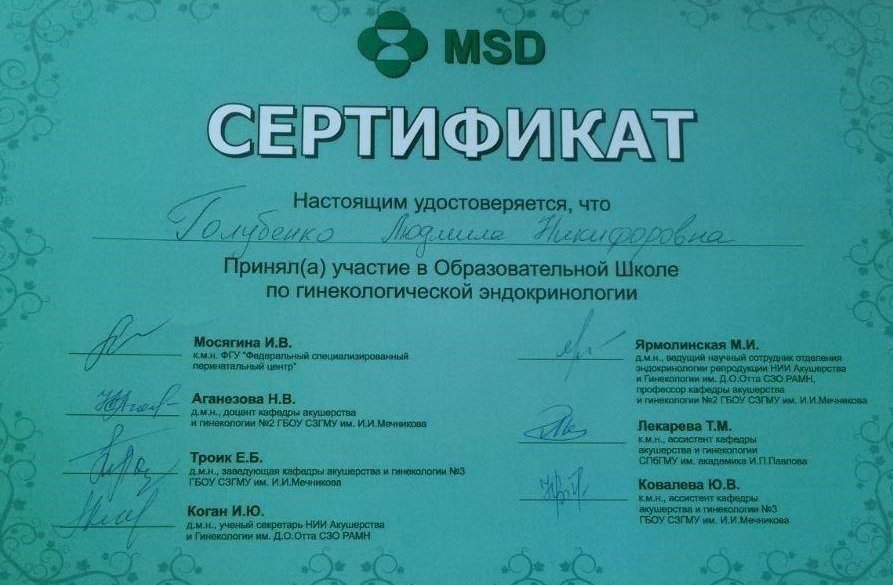 MSD
СЕРТИФИКАТ
Настоящим удостоверяется, что
Голубенко Людмила Никифоровна
Принял(а) участие в Образовательной Школе
по гинекологической эндокринологии
Мосягина И.В.
к.м.н. ФГУ "Федеральный специализированный
перинатальный центр"
Аганезова Н.В.
д.м.н., доцент кафедры акушерства
и гинекологии №2 ГБОУ СЗГМУ им. И.И.Мечникова
Троик Е.Б.
д.м.н., заведующая кафедры акушерства и гинекологии №3
ГБОУ СЗГМУ им. И.И.Мечникова
Коган И.Ю.
д.м.н., ученый секретарь НИИ Акушерства
и Гинекологии им. Д.О.Отта СЗО РАМН
Ярмолинская М.И.
д.м.н., ведущий научный сотрудник отделения
эндокринологии репродукции НИИ Акушерства
и Гинекологии им. Д.О.Отта СЗО РАМН,
профессор кафедры акушерства
и гинекологии №2 ГБОУ СЗГМУ им. И.И.Мечникова
Лекарева Т.М.
к.м.н., ассистент кафедры
акушерства и гинекологии
СПбГМУ им. академика И.П.Павлова
Ковалева Ю.В.
к.м.н., ассистент кафедры
акушерства и гинекологии №3
ГБОУ СЗГМУ им. И.И.Мечникова